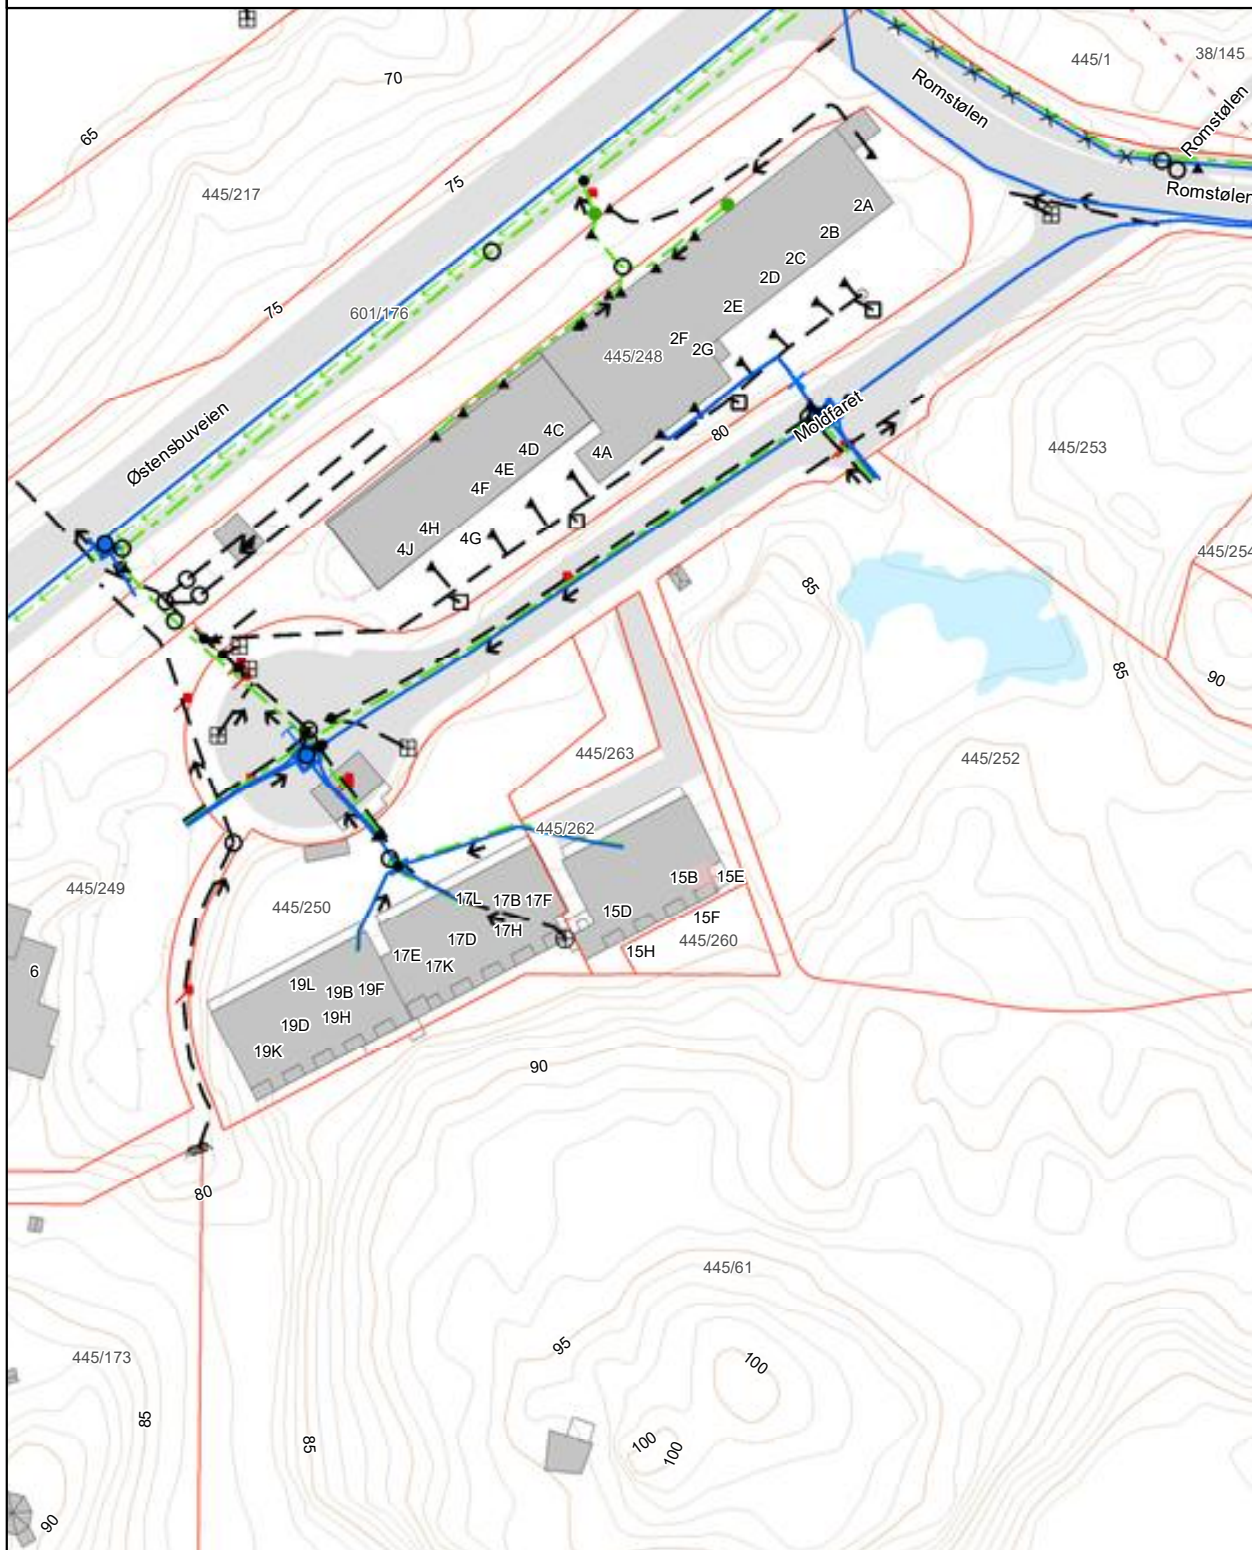 38/145
445/1
70
Romstølen
Romstølen
65
75
445/217
Romstølen
2A
2B
2C
2D
75
601/176
2E
2F
2G
445/248
Østensbuveien
80
Moldfaret
4C
4D
4A
4E
4F
445/253
4H
4G
4J
445/254
85
85
90
445/263
445/252
445/262
15B
15E
445/249
17L
17B
17F
445/250
15D
15F
17H
17D
445/260
17E
15H
17K
6
19L
19B
19F
19H
19D
19K
90
80
445/61
95
100
445/173
85
85
100
100
90